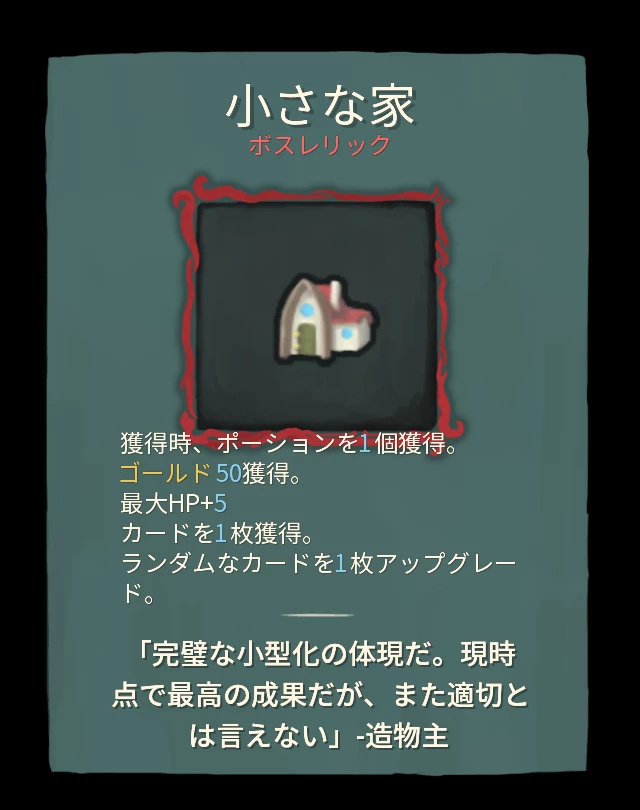 小さな家
ボスレリック
獲得時、ポーションを1個獲得。
ゴールド50獲得。
最大HP+5
カードを1枚獲得。
ランダムなカードを1枚アップグレー
ド。
「完璧な小型化の体現だ。現時
点で最高の成果だが、また適切と
は言えない」-造物主